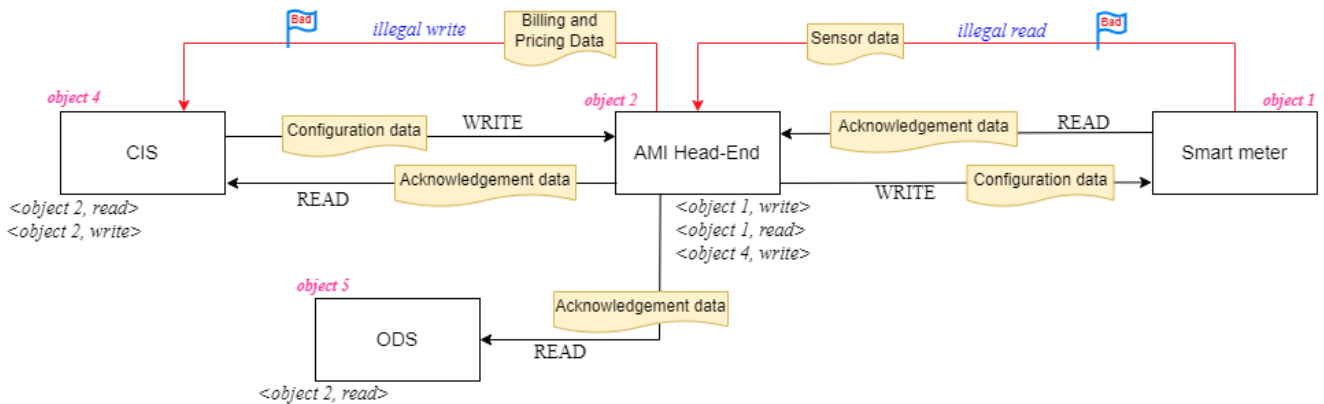 Bad
illegal write
Billing and
Pricing Data
Sensor data
illegal read
Bad
object 4
object 2
object 1
CIS
Configuration data
WRITE
AMI Head-End
Acknowledgement data
READ
Smart meter
READ
Acknowledgement data
WRITE
Configuration data
<object 2, read>
<object 2, write>
<object 1, write>
<object 1, read>
<object 4, write>
object 5
ODS
Acknowledgement data
READ
<object 2, read>